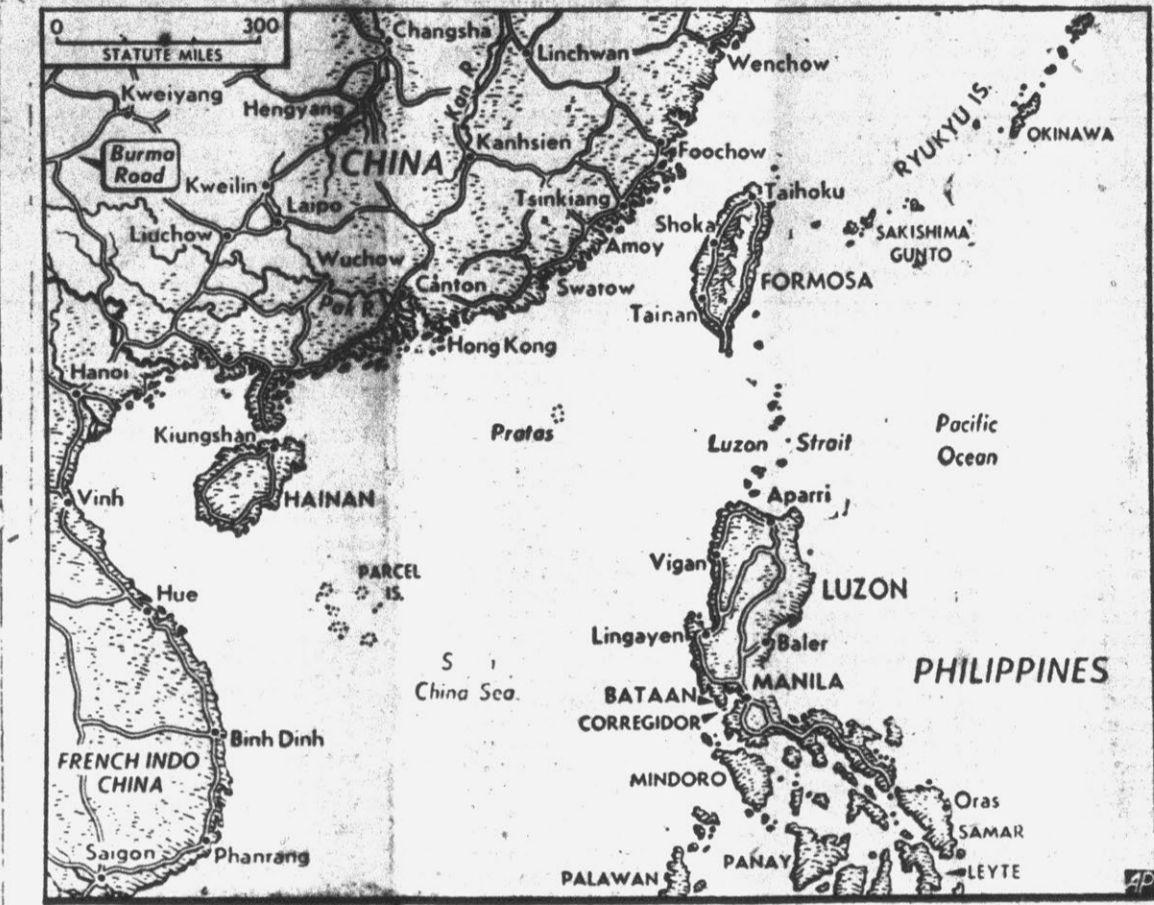 0 300
STATUTE MILES
Changsha
Linchwan
Wenchow
Kweiyang
Hengyang
Kan R.
RYUKYU IS.
OKINAWA
Burma
Road
CHINA
Kanhsien
Foochow
Kweilin
Laipo
Tsinkiang
Taihoku
Shoka
SAKISHIMA
GUNTO
Liuchow
Amoy
Wuchow
Canton
Swatow
FORMOSA
Tainan
Hong Kong
Hanoi
Kiungshan
Pratas
Luzon Strait
Pacific
Ocean
Vinh
HAINAN
Aparri
PARCEL
IS.
Vigan
LUZON
Hue
Lingayen
Baler
PHILIPPINES
S
China Sea.
BATAAN
MANILA
CORREGIDOR
Binh Dinh
FRENCH INDO
CHINA
MINDORO
Oras
SAMAR
Saigon
Phanrang
PANAY
PALAWAN
LEYTE
AP